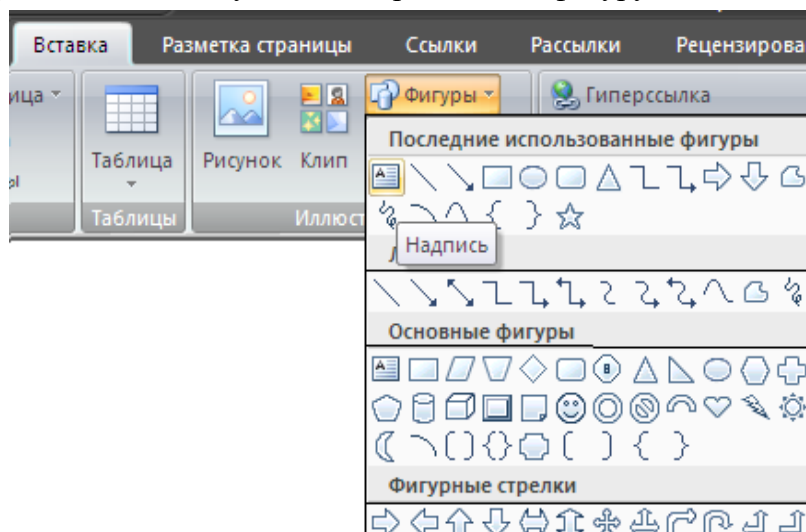 Вставка Разметка страницы Ссылки Рассылки Рецензирова
ица Фигуры Гиперссылка
Таблица Рисунок Клип
ы
Таблицы Иллюст
Последние использованные фигуры
Надпись
Основные фигуры
Фигурные стрелки